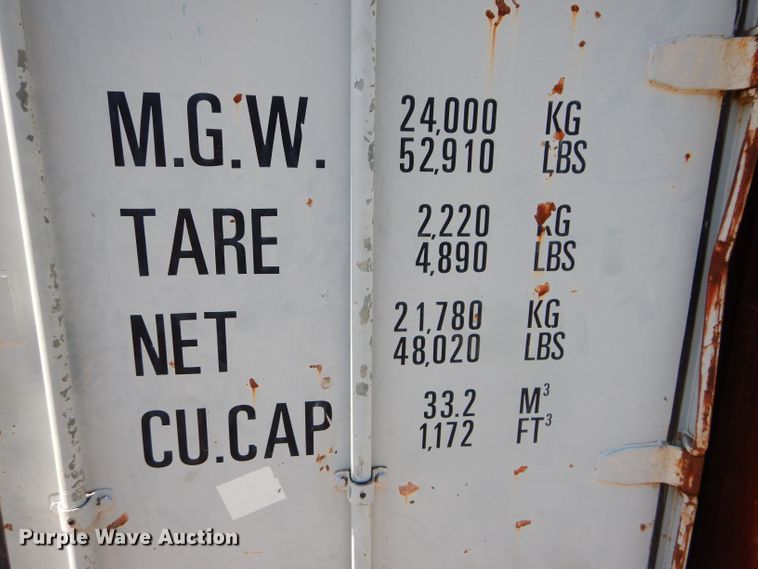 M.G.W. 24,000 KG
52,910 LBS
TARE 2,220 KG
4,890 LBS
NET 21,780 KG
48,020 LBS
CU.CAP 33.2 M³
1,172 FT³
Purple Wave Auction